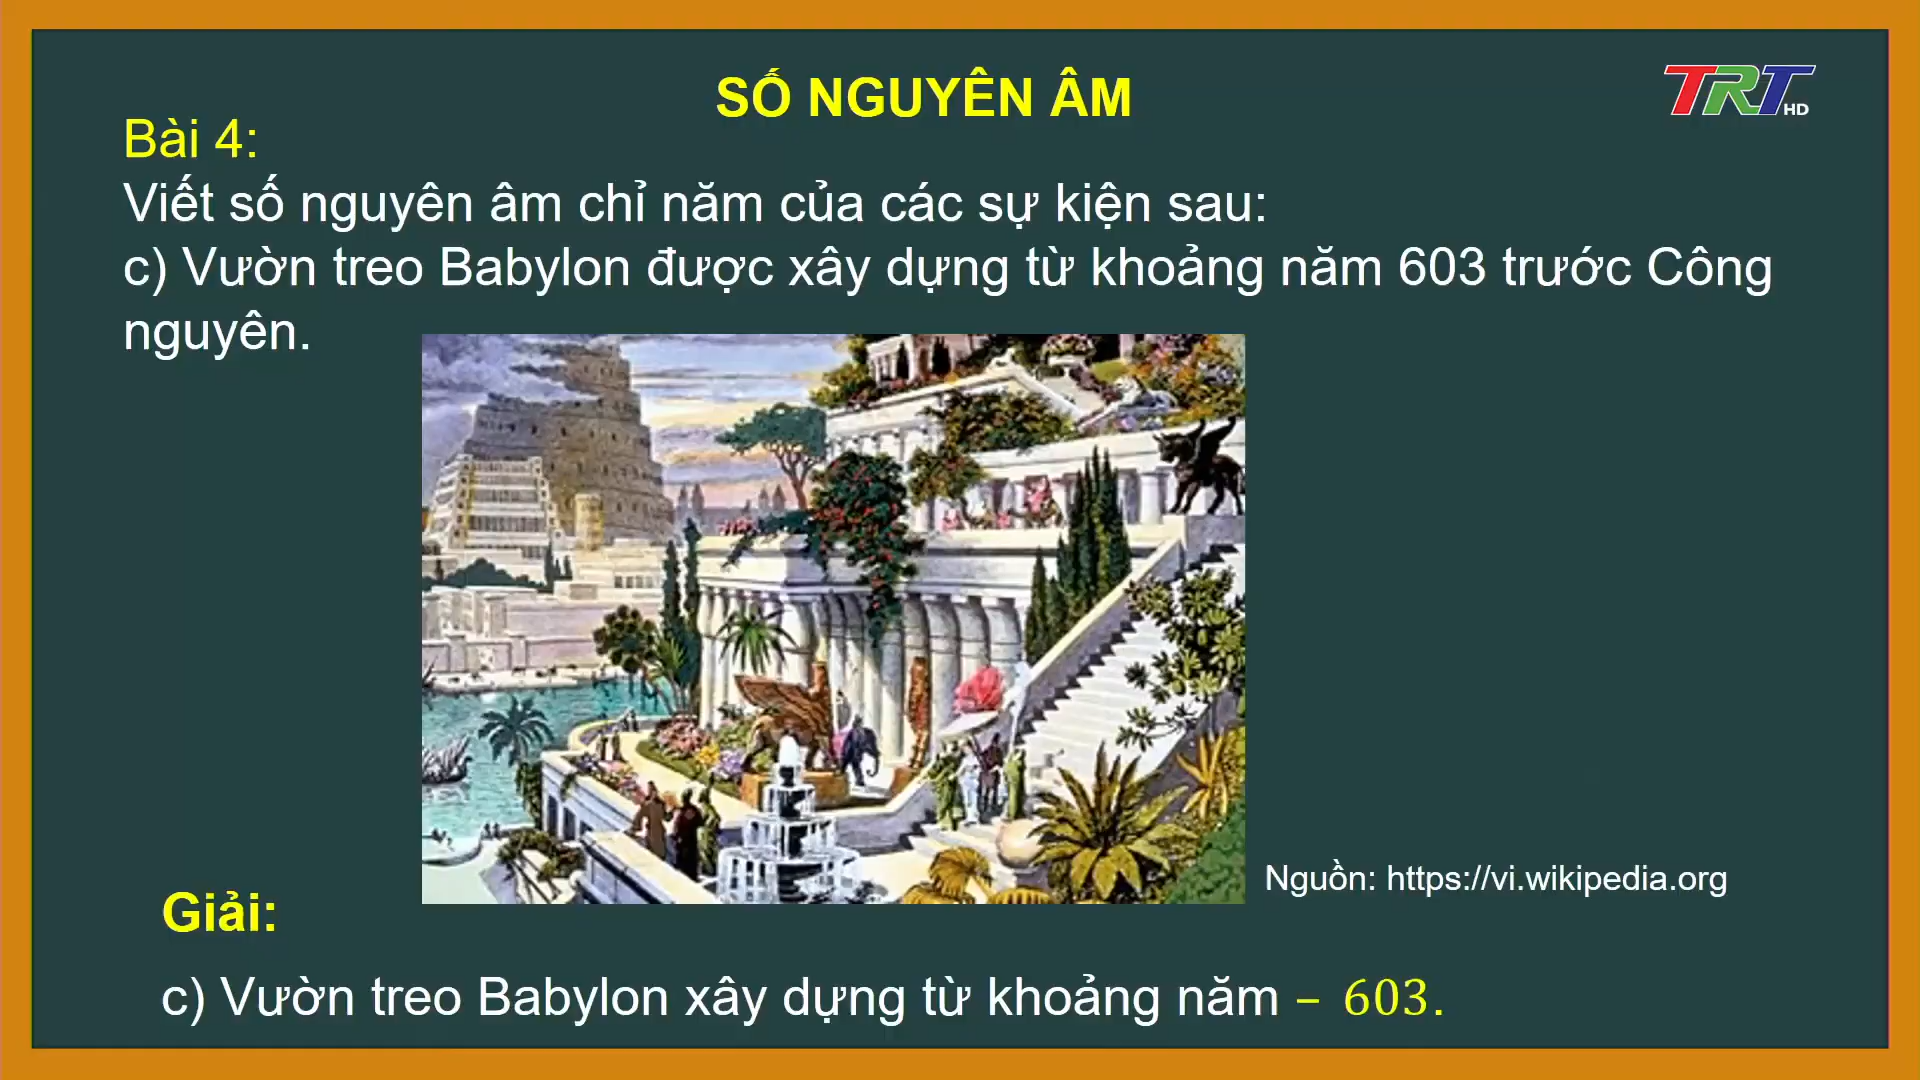 SỐ NGUYÊN ÂM
TRT HD
Bài 4:
Viết số nguyên âm chỉ năm của các sự kiện sau:
c) Vườn treo Babylon được xây dựng từ khoảng năm 603 trước Công
nguyên.
Nguồn: https://vi.wikipedia.org
Giải:
c) Vườn treo Babylon xây dựng từ khoảng năm – 603.